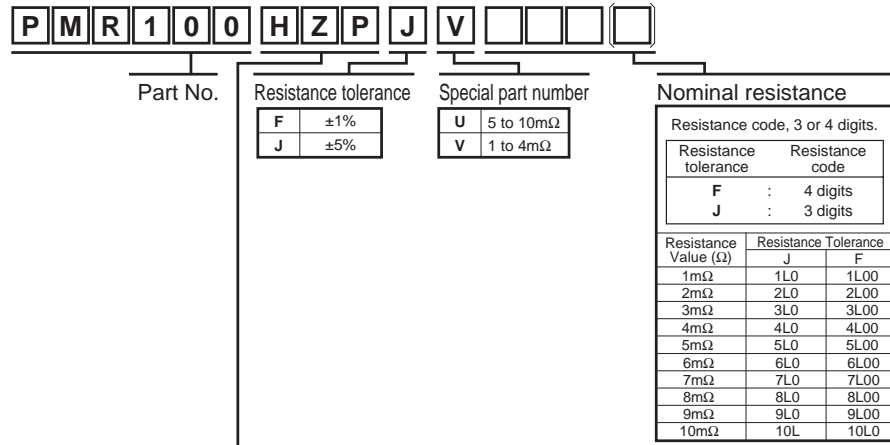 PMR100 HZP J V
Part No.
Resistance tolerance
F ±1%
J ±5%
Special part number
U 5 to 10mΩ
V 1 to 4mΩ
Nominal resistance
Resistance code, 3 or 4 digits.
Resistance tolerance Resistance code
F : 4 digits
J : 3 digits
Resistance Value (Ω) Resistance Tolerance
J F
1mΩ 1L0 1L00
2mΩ 2L0 2L00
3mΩ 3L0 3L00
4mΩ 4L0 4L00
5mΩ 5L0 5L00
6mΩ 6L0 6L00
7mΩ 7L0 7L00
8mΩ 8L0 8L00
9mΩ 9L0 9L00
10mΩ 10L 10L0